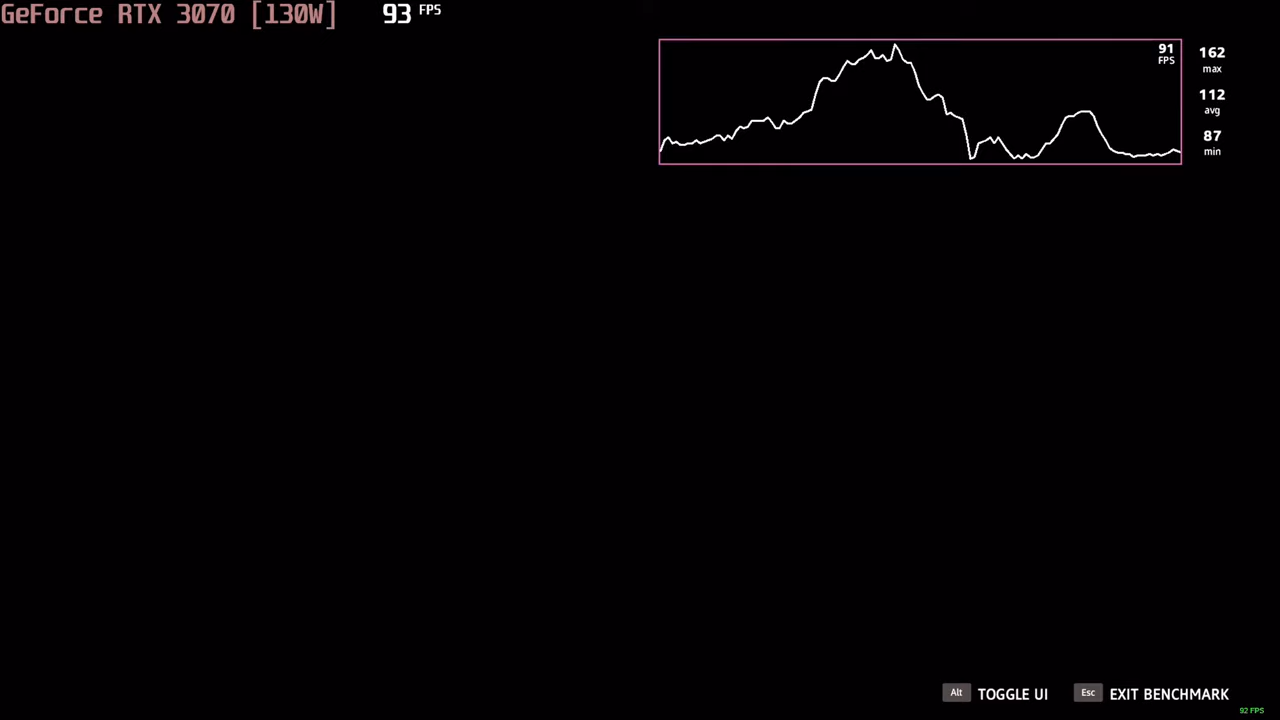 GeForce RTX 3070 [130W] 93 FPS
91
FPS
162
max
112
avg
87
min
Alt TOGGLE UI Esc EXIT BENCHMARK
92 FPS